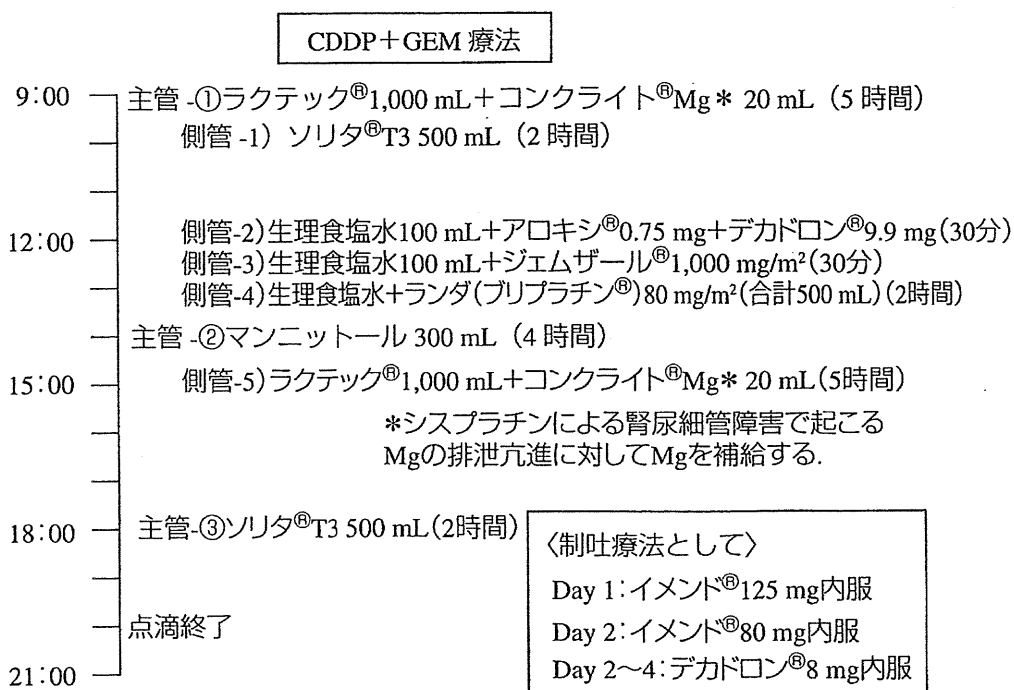 CDDP+GEM 療法
9:00 主管-①ラクテック®1,000 mL+コンクライト®Mg* 20 mL(5 時間)
側管-1) ソリタ®T3 500 mL(2 時間)
側管-2)生理食塩水100 mL+アロキシ®0.75 mg+デカドロン®9.9 mg(30分)
12:00
側管-3)生理食塩水100 mL+ジェムザール®1,000 mg/m²(30分)
側管-4)生理食塩水+ランダ(ブリプラチン®)80 mg/m²(合計500 mL)(2時間)
主管-②マンニットール 300 mL(4 時間)
15:00 側管-5)ラクテック®1,000 mL+コンクライト®Mg* 20 mL(5時間)
*シスプラチンによる腎尿細管障害で起こる
Mgの排泄亢進に対してMgを補給する.
18:00 主管-③ソリタ®T3 500 mL(2時間)
〈制吐療法として〉
Day 1:イメンド®125 mg内服
Day 2:イメンド®80 mg内服
Day 2〜4:デカドロン®8 mg内服
点滴終了
21:00